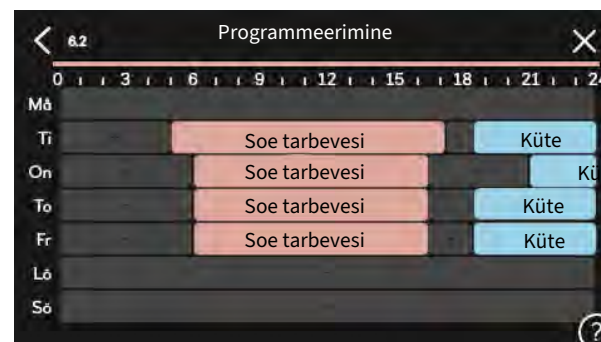 6.2 Programmeerimine
0 3 6 9 12 15 18 21 24
Må
Ti Soe tarbevesi Küte
On Soe tarbevesi Kü
To Soe tarbevesi Küte
Fr Soe tarbevesi Küte
Lö
Sö
?